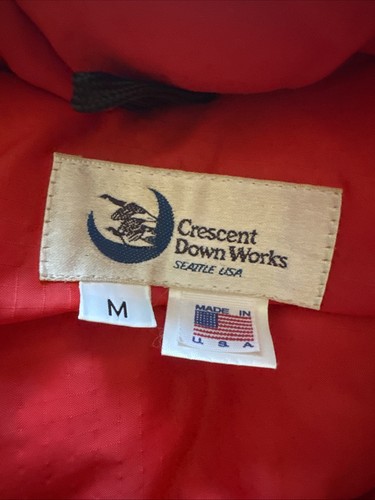 Crescent
Down Works
SEATTLE USA
M
MADE IN
U. S. A